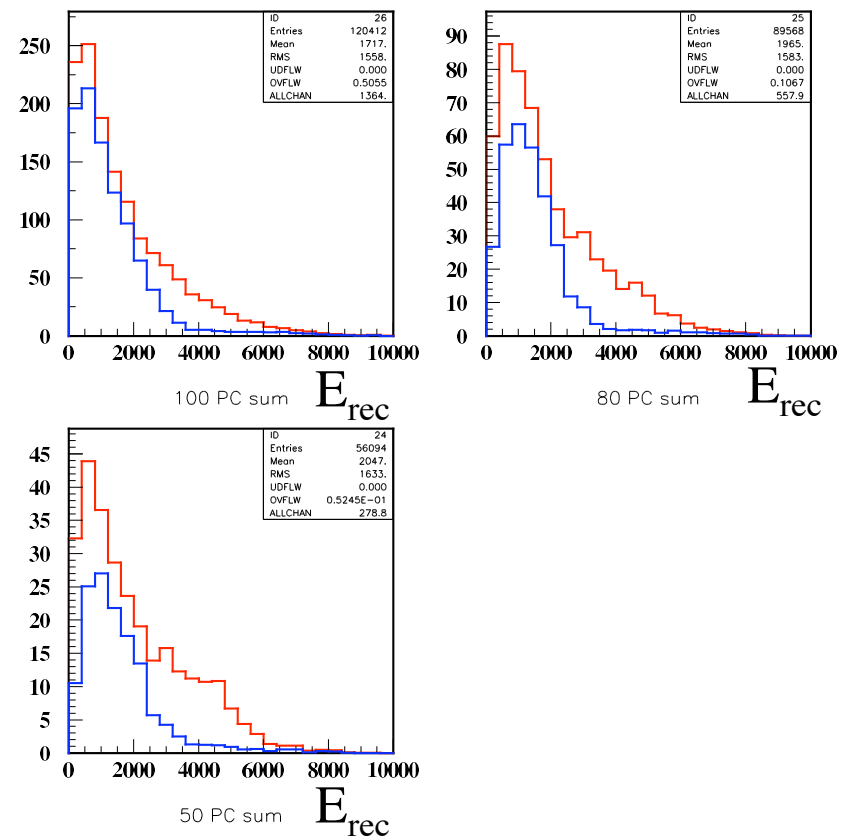 ID 26
Entries 120412
Mean 1717.
RMS 1558.
UDFLW 0.000
OVFLW 0.5055
ALLCHAN 1364.
250
200
150
100
50
0
0 2000 4000 6000 8000 10000
100 PC sum E_rec
ID 25
Entries 89568
Mean 1965.
RMS 1583.
UDFLW 0.000
OVFLW 0.1067
ALLCHAN 557.9
90
80
70
60
50
40
30
20
10
0
0 2000 4000 6000 8000 10000
80 PC sum E_rec
ID 24
Entries 56094
Mean 2047.
RMS 1633.
UDFLW 0.000
OVFLW 0.5245E-01
ALLCHAN 278.8
45
40
35
30
25
20
15
10
5
0
0 2000 4000 6000 8000 10000
50 PC sum E_rec